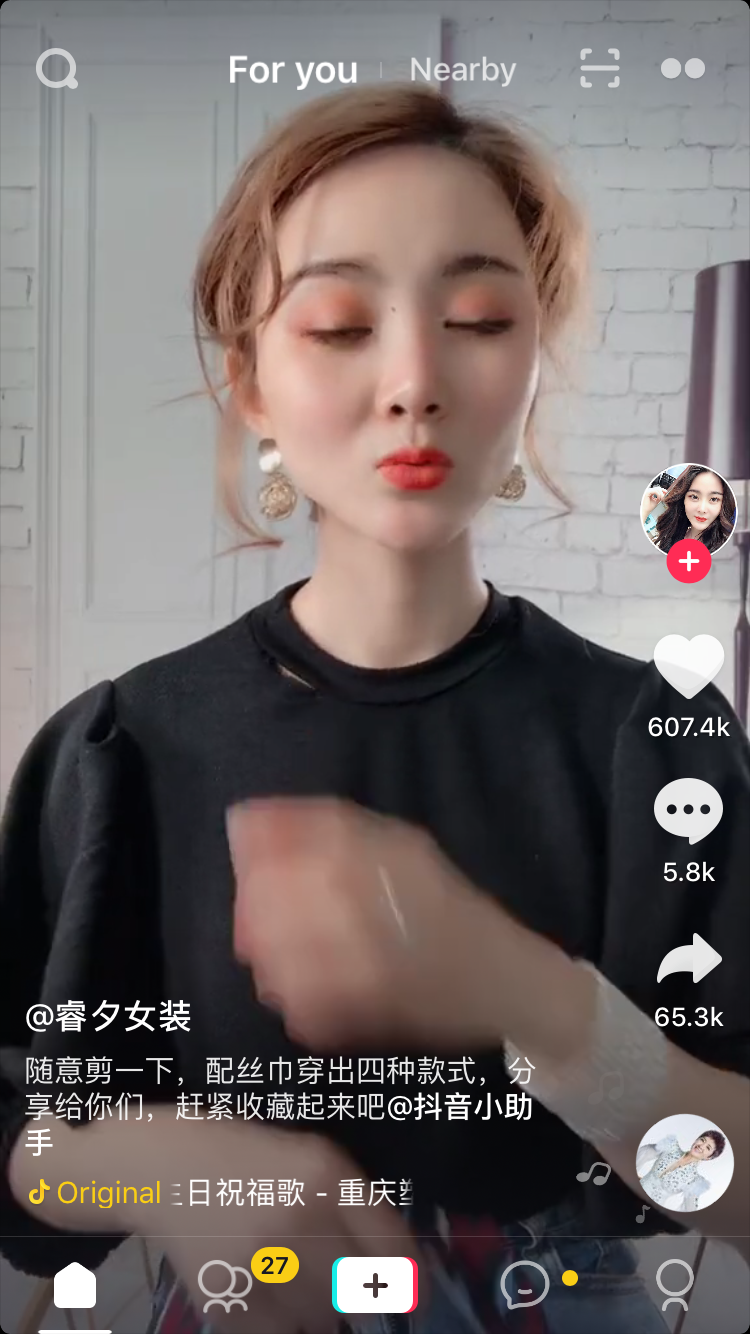 For you
Nearby
607.4k
5.8k
65.3k
@睿夕女装
随意剪一下，配丝巾穿出四种款式，分
享给你们，赶紧收藏起来吧@抖音小助
手
Original 日祝福歌 - 重庆
27